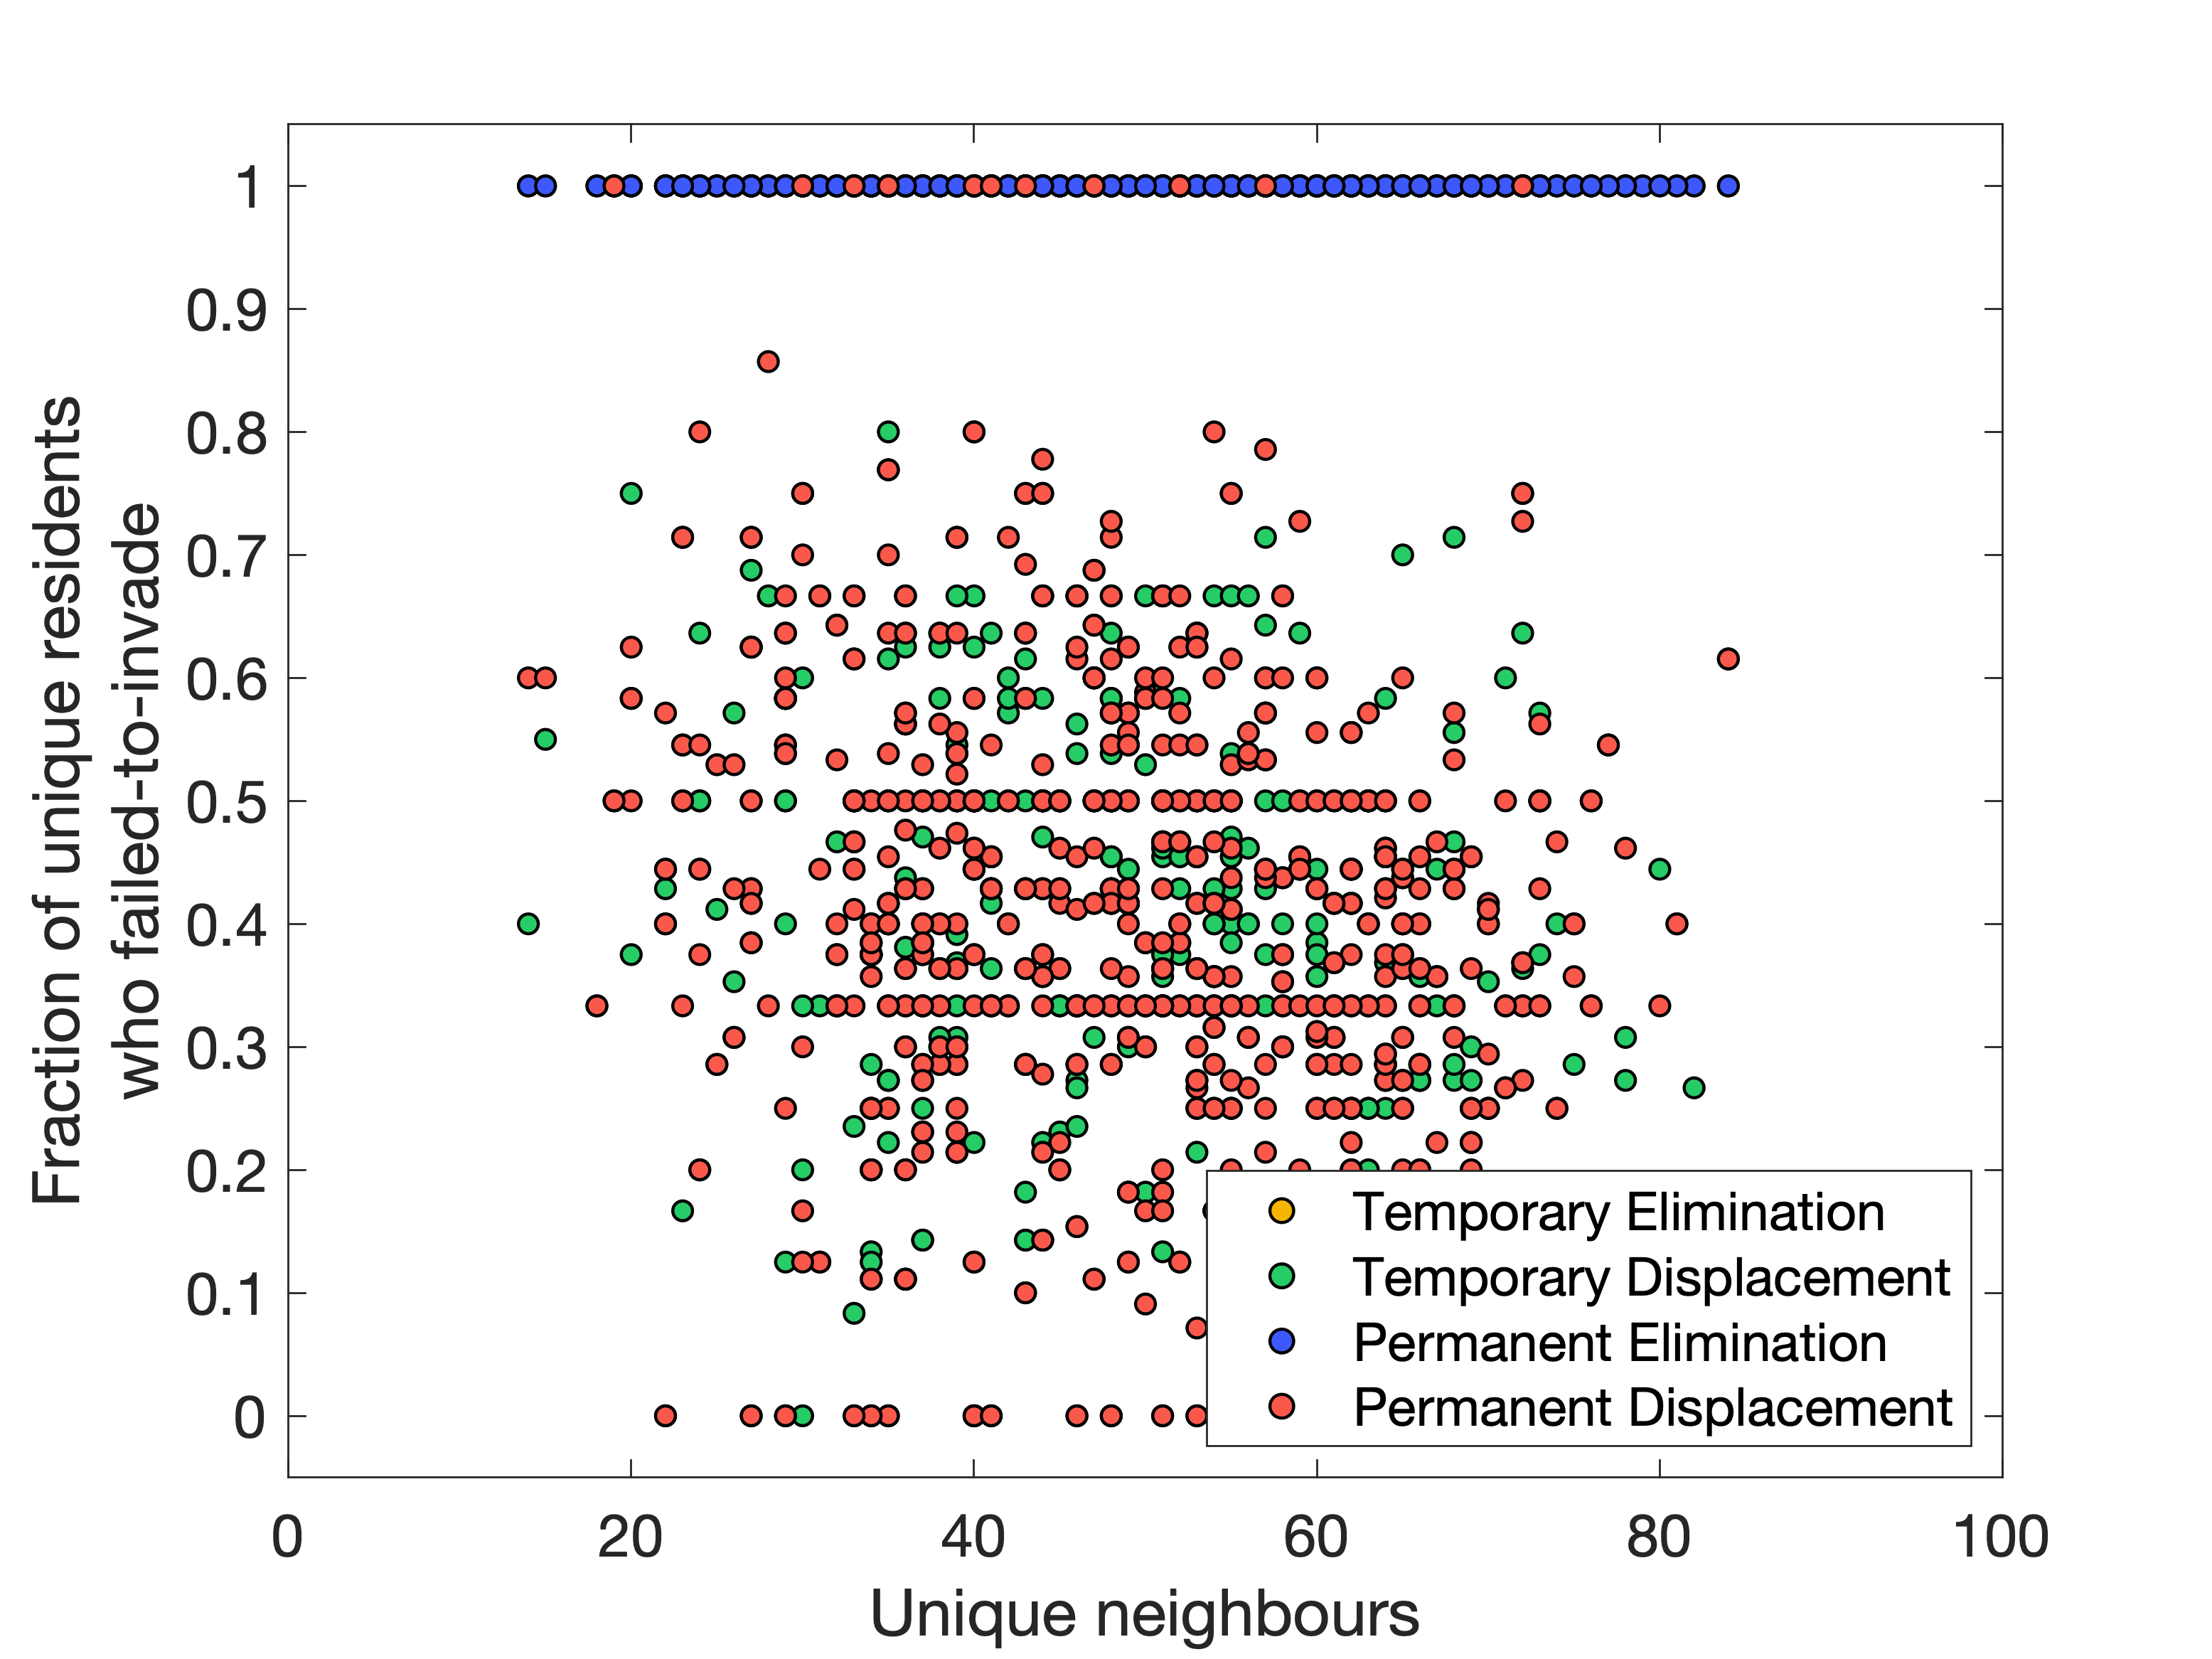 1
0.9
0.8
0.7
0.6
0.5
0.4
0.3
0.2
0.1
0
Fraction of unique residents
who failed-to-invade
Temporary Elimination
Temporary Displacement
Permanent Elimination
Permanent Displacement
0 20 40 60 80 100
Unique neighbours